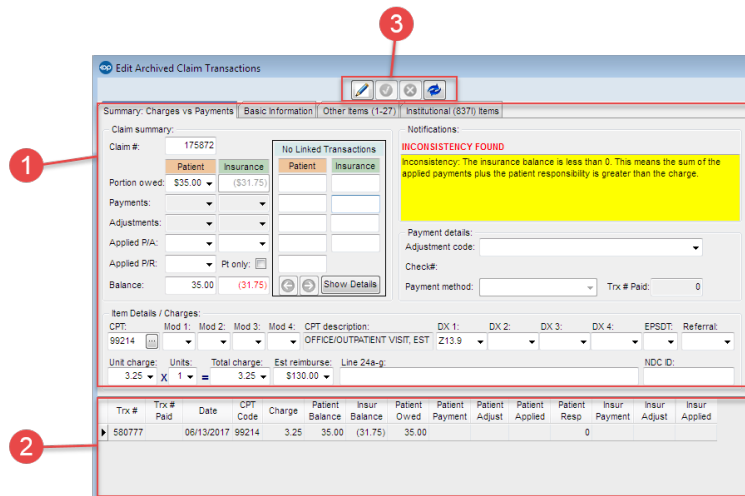 3
op Edit Archived Claim Transactions
Summary: Charges vs Payments Basic Information Other Items (1-27) Institutional (837I) Items
1
Claim summary:
Claim #: 175872
Patient Insurance
Portion owed: $35.00 ($31.75)
Payments:
Adjustments:
Applied P/A:
Applied P/R: Pt only:
Balance: 35.00 (31.75)
No Linked Transactions
Patient Insurance
Show Details
Notifications:
INCONSISTENCY FOUND
Inconsistency: The insurance balance is less than 0. This means the sum of the
applied payments plus the patient responsibility is greater than the charge.
Payment details:
Adjustment code:
Check#:
Payment method: Trx # Paid: 0
Item Details / Charges:
CPT: Mod 1: Mod 2: Mod 3: Mod 4: CPT description: DX 1: DX 2: DX 3: DX 4: EPSDT: Referral:
99214 ... OFFICE/OUTPATIENT VISIT, EST Z13.9
Unit charge: Units: Total charge: Est reimburse: Line 24a-g: NDC ID:
3.25 X 1 = 3.25 $130.00
2
Trx # Trx # Paid Date CPT Code Charge Patient Balance Insur Balance Patient Owed Patient Payment Patient Adjust Patient Applied Patient Resp Insur Payment Insur Adjust Insur Applied
580777 06/13/2017 99214 3.25 35.00 (31.75) 35.00 0